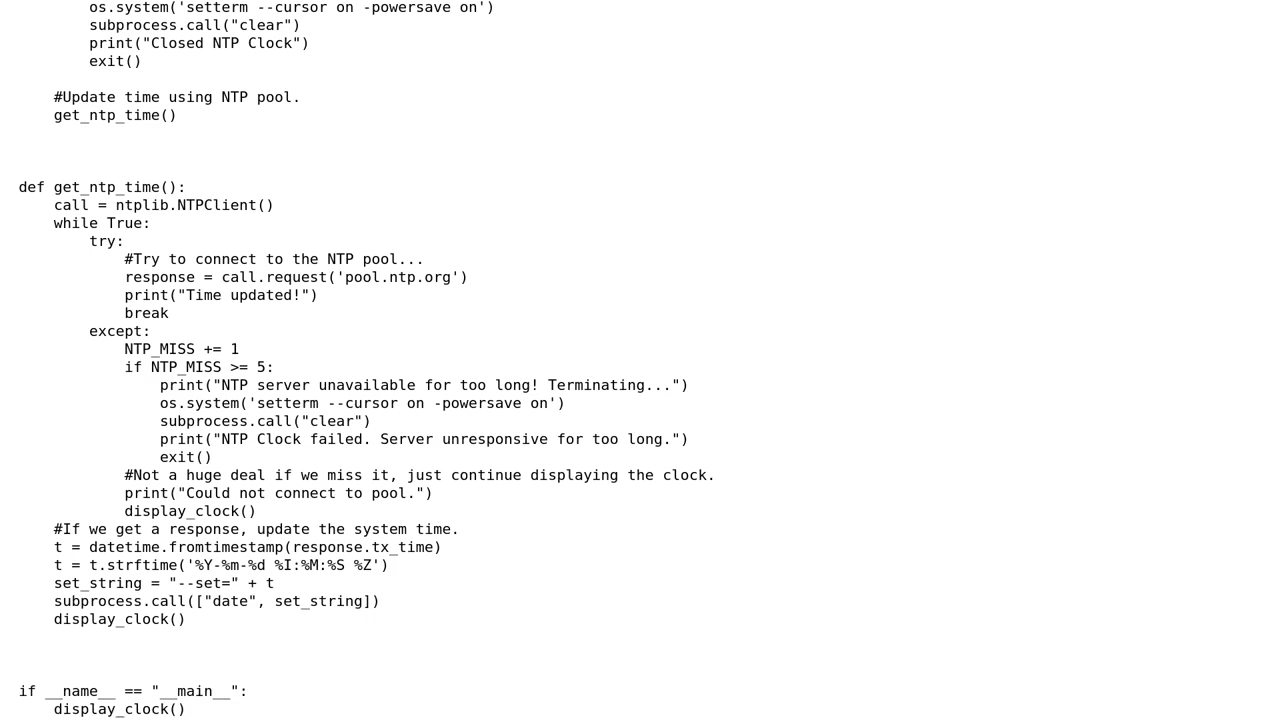 os.system('setterm --cursor on -powersave on')
        subprocess.call("clear")
        print("Closed NTP Clock")
        exit()

    #Update time using NTP pool.
    get_ntp_time()



def get_ntp_time():
    call = ntplib.NTPClient()
    while True:
        try:
            #Try to connect to the NTP pool...
            response = call.request('pool.ntp.org')
            print("Time updated!")
            break
        except:
            NTP_MISS += 1
            if NTP_MISS >= 5:
                print("NTP server unavailable for too long! Terminating...")
                os.system('setterm --cursor on -powersave on')
                subprocess.call("clear")
                print("NTP Clock failed. Server unresponsive for too long.")
                exit()
            #Not a huge deal if we miss it, just continue displaying the clock.
            print("Could not connect to pool.")
            display_clock()
    #If we get a response, update the system time.
    t = datetime.fromtimestamp(response.tx_time)
    t = t.strftime('%Y-%m-%d %I:%M:%S %Z')
    set_string = "--set=" + t
    subprocess.call(["date", set_string])
    display_clock()



if __name__ == "__main__":
    display_clock()